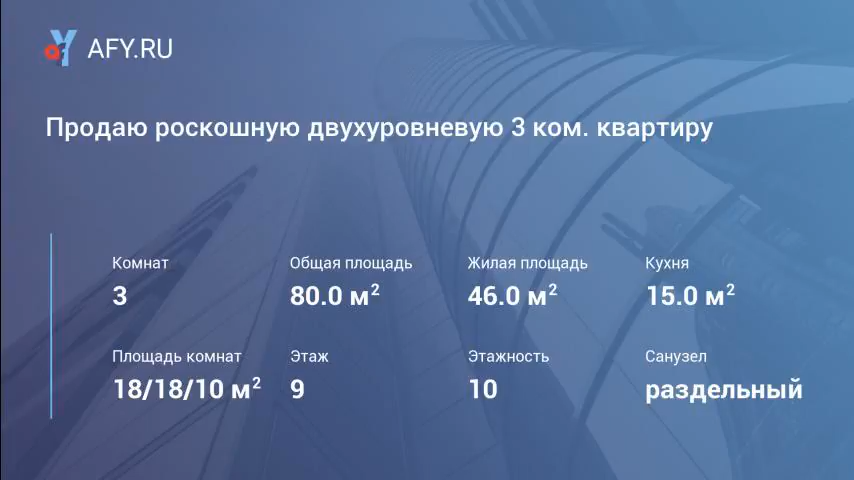 AFY.RU
Продаю роскошную двухуровневую 3 ком. квартиру
Комнат
3
Общая площадь
80.0 м²
Жилая площадь
46.0 м²
Кухня
15.0 м²
Площадь комнат
18/18/10 м²
Этаж
9
Этажность
10
Санузел
раздельный